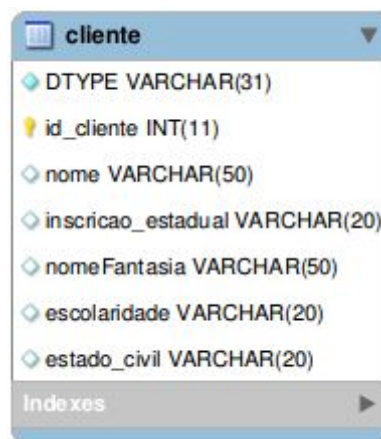 cliente
DTYPE VARCHAR(31)
id_cliente INT(11)
nome VARCHAR(50)
inscricao_estadual VARCHAR(20)
nomeFantasia VARCHAR(50)
escolaridade VARCHAR(20)
estado_civil VARCHAR(20)
Indexes